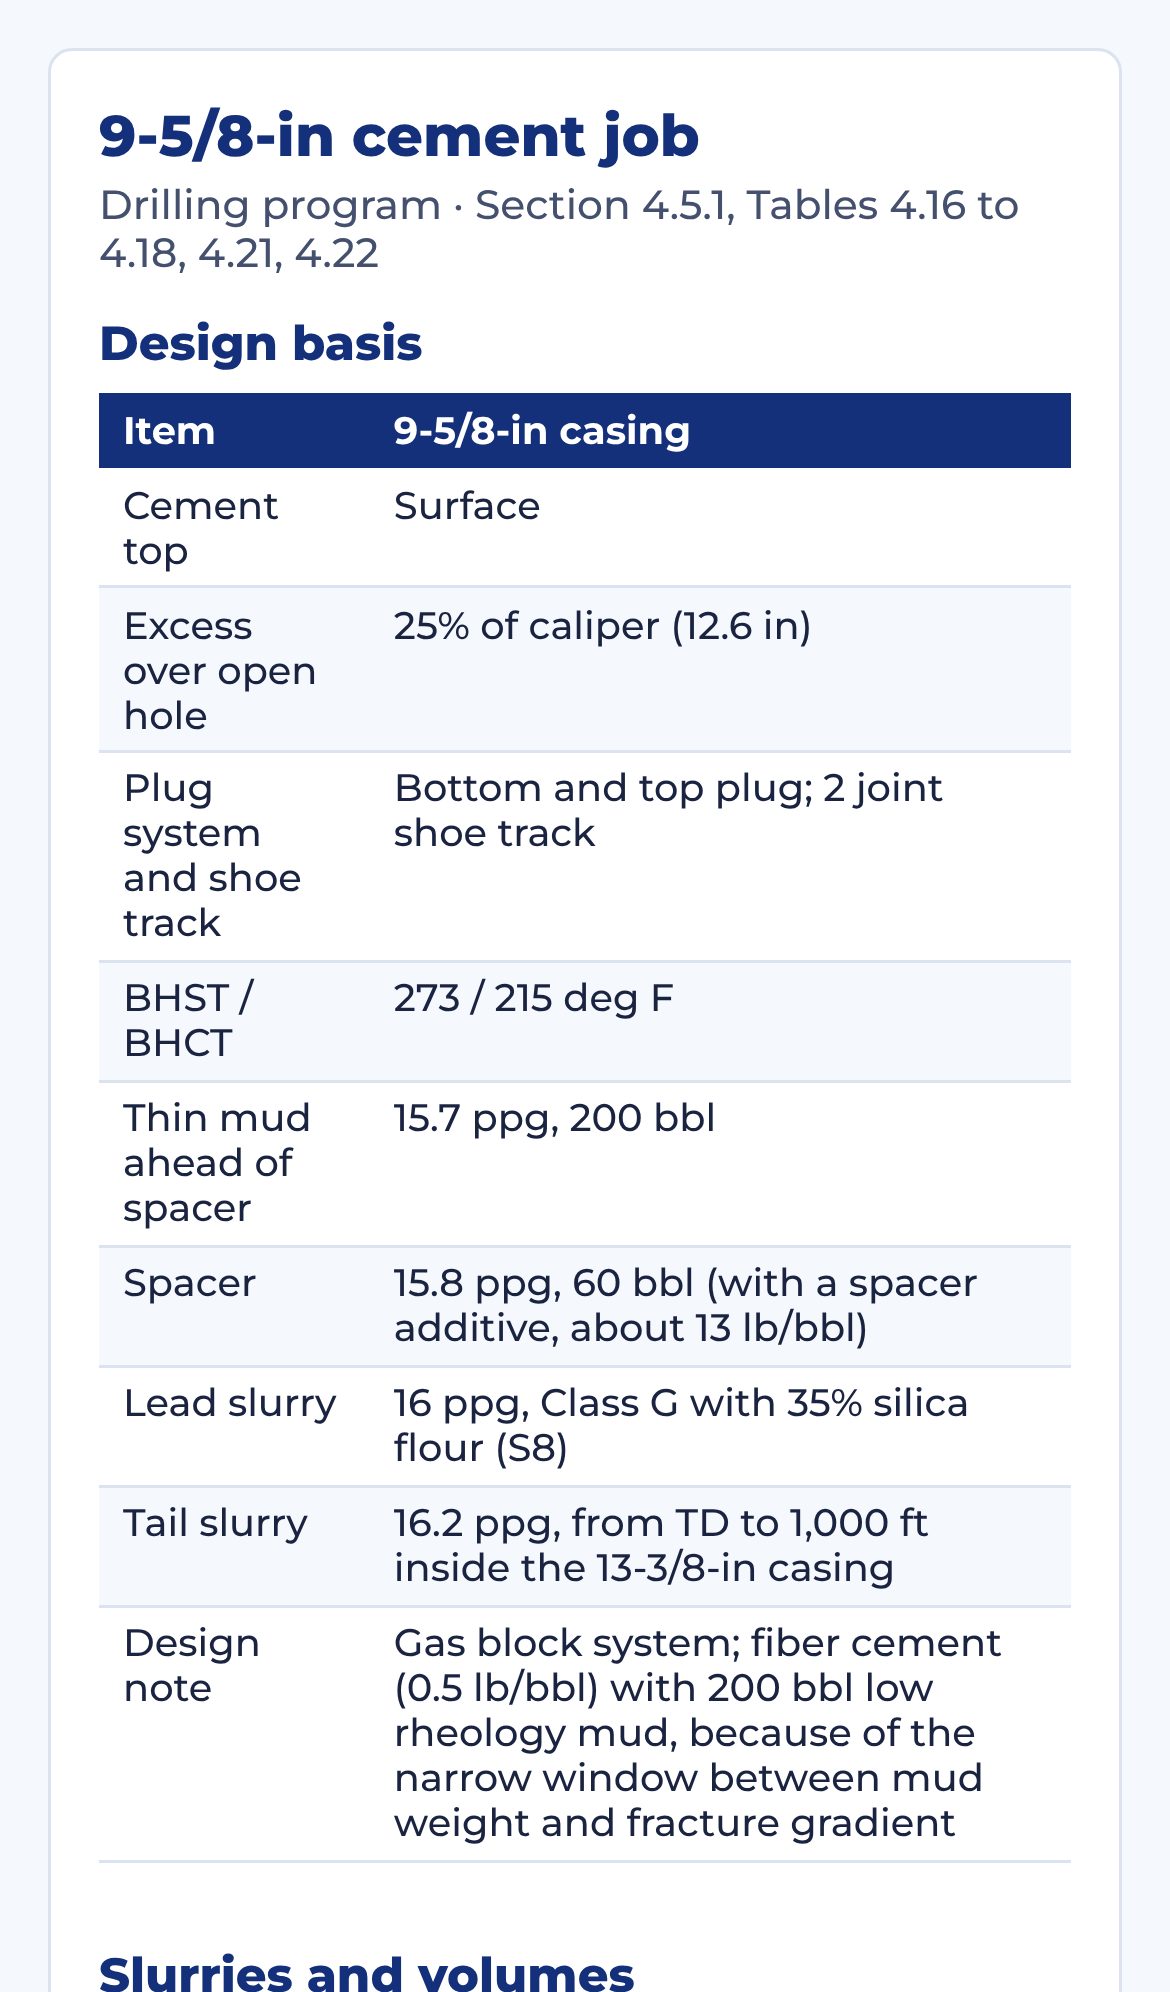 9-5/8-in cement job
Drilling program · Section 4.5.1, Tables 4.16 to
4.18, 4.21, 4.22
Design basis
Item 9-5/8-in casing
Cement Surface
top
Excess 25% of caliper (12.6 in)
over open
hole
Plug Bottom and top plug; 2 joint
system shoe track
and shoe
track
BHST / 273 / 215 deg F
BHCT
Thin mud 15.7 ppg, 200 bbl
ahead of
spacer
Spacer 15.8 ppg, 60 bbl (with a spacer
additive, about 13 lb/bbl)
Lead slurry 16 ppg, Class G with 35% silica
flour (S8)
Tail slurry 16.2 ppg, from TD to 1,000 ft
inside the 13-3/8-in casing
Design Gas block system; fiber cement
note (0.5 lb/bbl) with 200 bbl low
rheology mud, because of the
narrow window between mud
weight and fracture gradient
Slurries and volumes